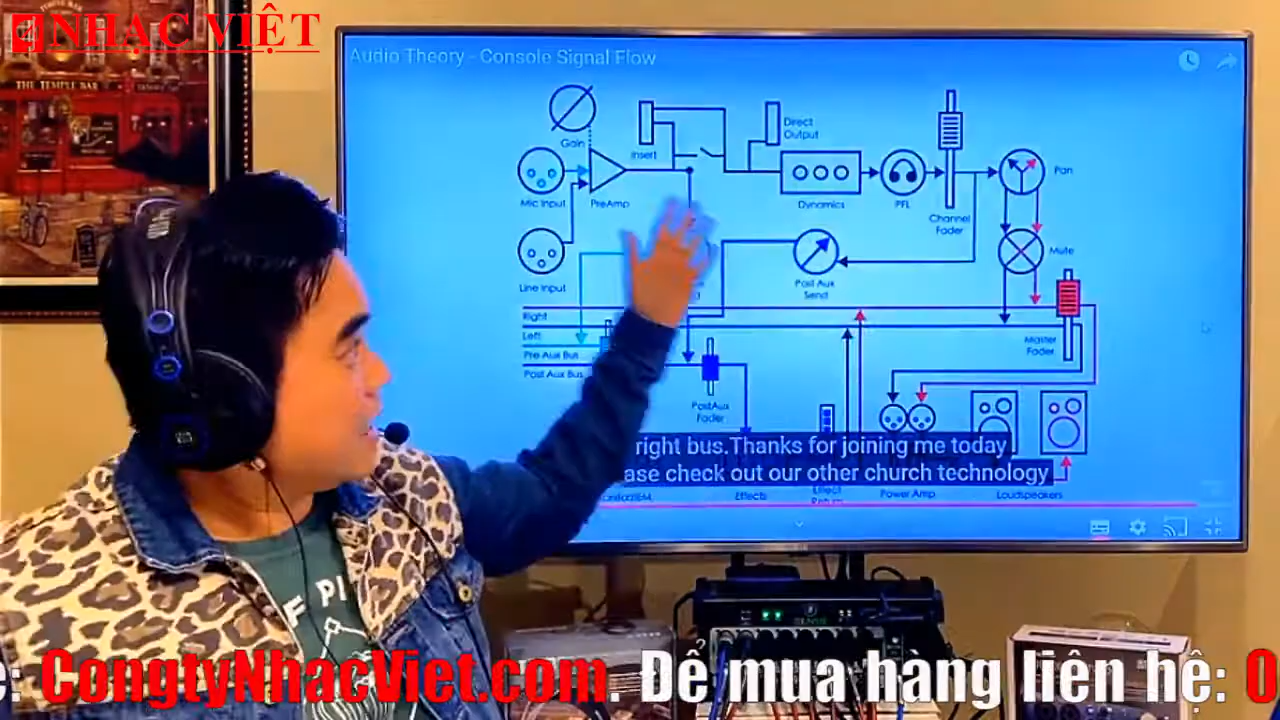 NHẠC VIỆT
THE TEMPLE BAR
Audio Theory - Console Signal Flow
Gain
Insert
Direct
Output
Mic Input
PreAmp
Dynamics
PFL
Channel
Fader
Pan
Mute
Line Input
Post Aux
Send
Right
Left
Pre Aux Bus
Post Aux Bus
PostAux
Fader
Master
Fader
right bus.Thanks for joining me today
ase check out our other church technology
Effects
Effect
Return
Power Amp
Loudspeakers
e: CongtyNhacViet.com. Để mua hàng liên hệ: 0